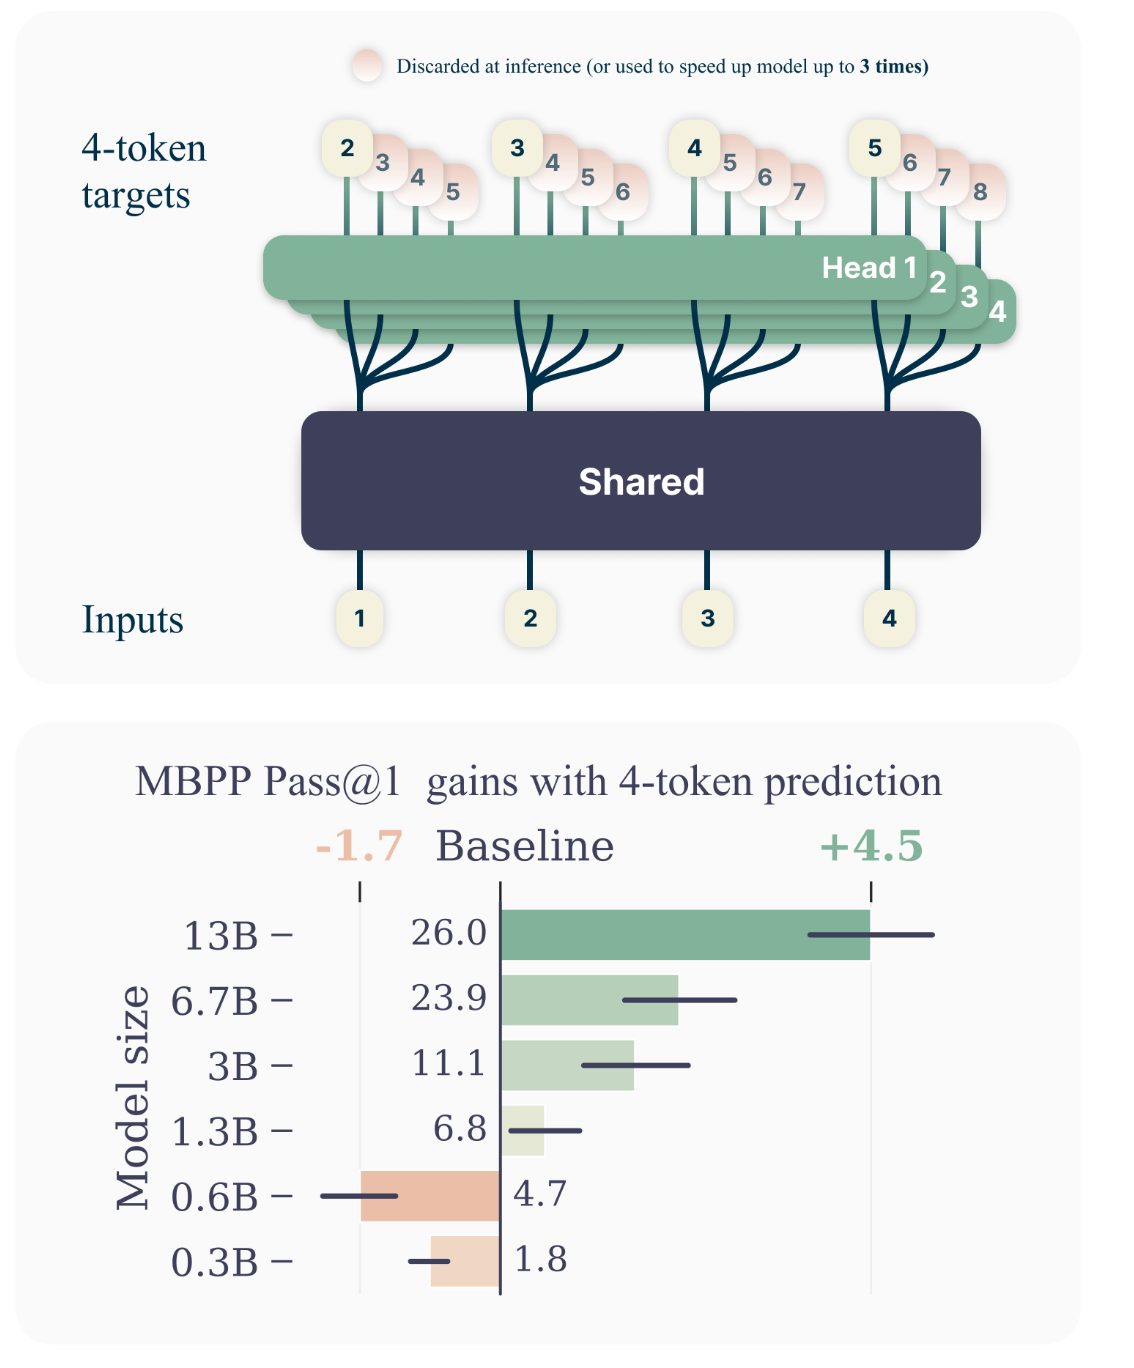 Discarded at inference (or used to speed up model up to 3 times)
4-token
targets
2 3 4 5
3 4 5 6
4 5 6 7
5 6 7 8
Head 1
2
3
4
Shared
Inputs
1 2 3 4
MBPP Pass@1 gains with 4-token prediction
-1.7 Baseline +4.5
Model size
13B 26.0
6.7B 23.9
3B 11.1
1.3B 6.8
0.6B 4.7
0.3B 1.8